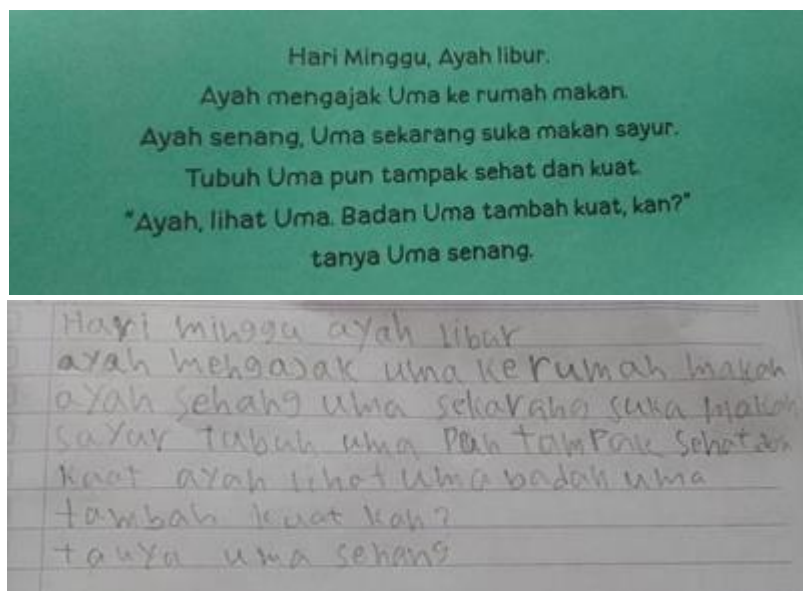 Hari Minggu, Ayah libur.
Ayah mengajak Uma ke rumah makan.
Ayah senang, Uma sekarang suka makan sayur.
Tubuh Uma pun tampak sehat dan kuat.
"Ayah, lihat Uma. Badan Uma tambah kuat, kan?"
tanya Uma senang.
Hari minggu ayah libur
ayah mengajak uma kerumah makan
ayah senang uma sekarang suka makan
sayur tubuh uma pun tampak sehat dan
kuat ayah lihat uma badan uma
tambah kuat kan?
tanya uma senang